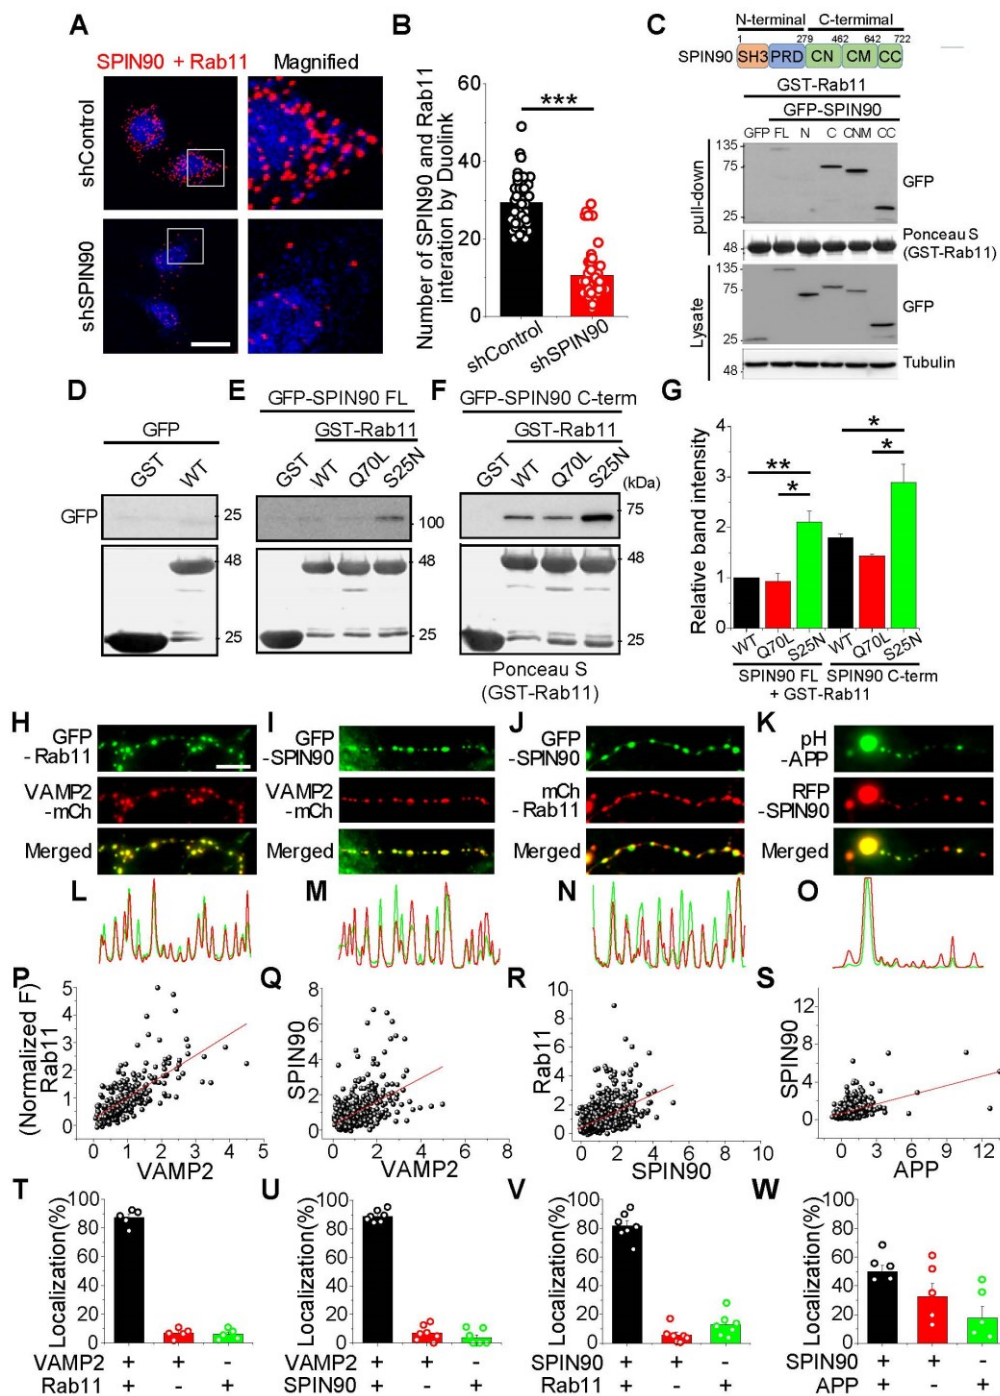 A
SPIN90 + Rab11
Magnified
shControl
shSPIN90
B
Number of SPIN90 and Rab11
interation by Duolink
60
40
20
0
***
shControl
shSPIN90
C
N-terminal
C-termimal
1
279
462
642
722
SPIN90
SH3
PRD
CN
CM
CC
GST-Rab11
GFP-SPIN90
GFP
FL
N
C
CNM
CC
pull-down
135
75
25
GFP
48
Ponceau S
(GST-Rab11)
Lysate
135
75
25
GFP
48
Tubulin
D
GFP
GST
WT
GFP
25
48
25
E
GFP-SPIN90 FL
GST-Rab11
GST
WT
Q70L
S25N
100
48
25
F
GFP-SPIN90 C-term
GST-Rab11
GST
WT
Q70L
S25N
(kDa)
75
48
25
Ponceau S
(GST-Rab11)
G
Relative band intensity
4
3
2
1
0
**
*
*
*
WT
Q70L
S25N
WT
Q70L
S25N
SPIN90 FL
SPIN90 C-term
+ GST-Rab11
H
GFP
-Rab11
VAMP2
-mCh
Merged
I
GFP
-SPIN90
VAMP2
-mCh
Merged
J
GFP
-SPIN90
mCh
-Rab11
Merged
K
pH
-APP
RFP
-SPIN90
Merged
L
M
N
O
P
(Normalized F)
Rab11
5
4
3
2
1
0
0 1 2 3 4 5
VAMP2
Q
SPIN90
8
6
4
2
0
0 2 4 6 8
VAMP2
R
Rab11
10
8
6
4
2
0
0 2 4 6 8 10
SPIN90
S
SPIN90
12
6
0
0 3 6 9 12
APP
T
Localization(%)
100
80
60
40
20
0
VAMP2 + + -
Rab11 + - +
U
Localization(%)
100
80
60
40
20
0
VAMP2 + + -
SPIN90 + - +
V
Localization(%)
100
80
60
40
20
0
SPIN90 + + -
Rab11 + - +
W
Localization(%)
100
80
60
40
20
0
SPIN90 + + -
APP + - +